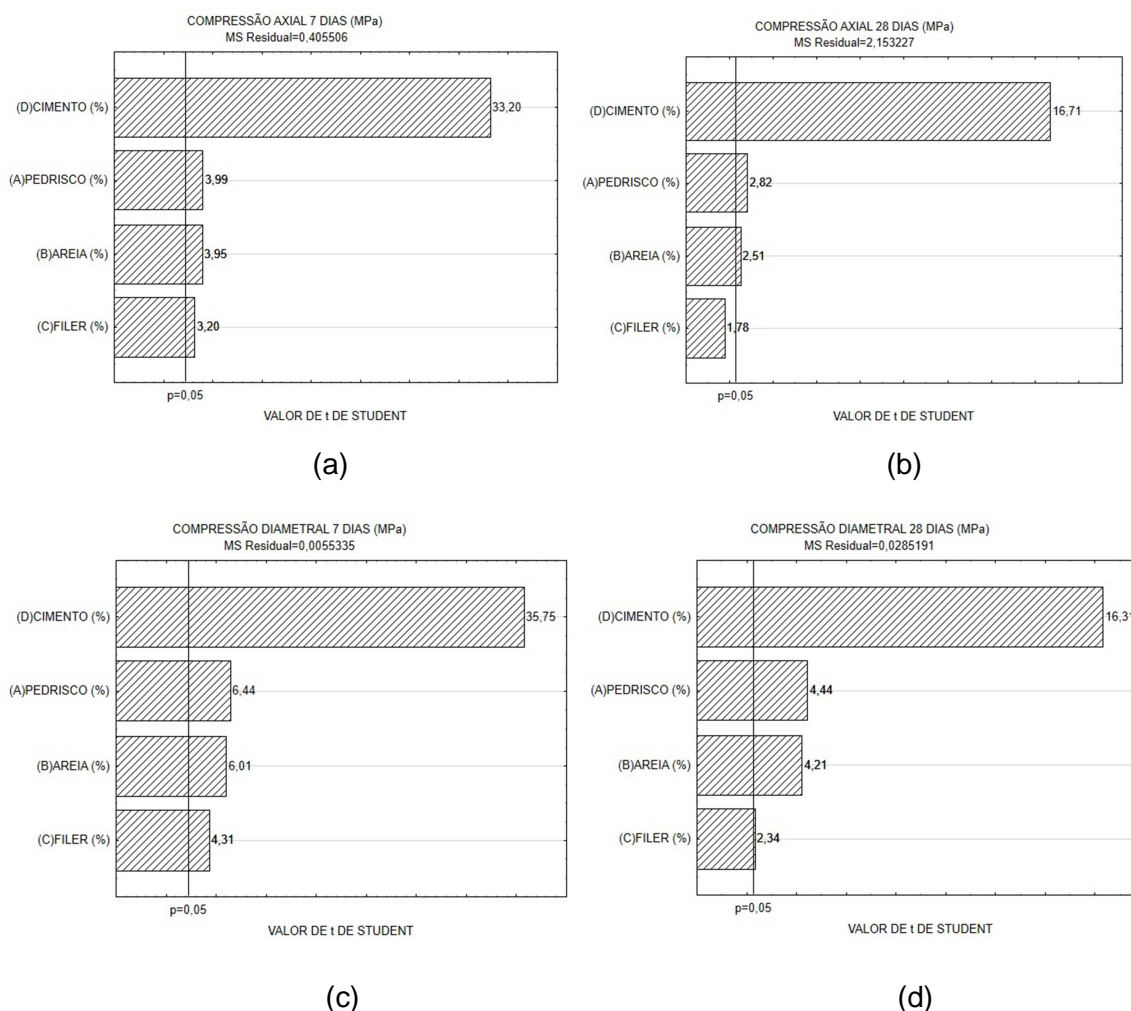 COMPRESSÃO AXIAL 7 DIAS (MPa)
MS Residual=0,405506
(D)CIMENTO (%)
33,20
(A)PEDRISCO (%)
3,99
(B)AREIA (%)
3,95
(C)FILER (%)
3,20
p=0,05
VALOR DE t DE STUDENT
(a)
COMPRESSÃO AXIAL 28 DIAS (MPa)
MS Residual=2,153227
(D)CIMENTO (%)
16,71
(A)PEDRISCO (%)
2,82
(B)AREIA (%)
2,51
(C)FILER (%)
1,78
p=0,05
VALOR DE t DE STUDENT
(b)
COMPRESSÃO DIAMETRAL 7 DIAS (MPa)
MS Residual=0,0055335
(D)CIMENTO (%)
35,75
(A)PEDRISCO (%)
6,44
(B)AREIA (%)
6,01
(C)FILER (%)
4,31
p=0,05
VALOR DE t DE STUDENT
(c)
COMPRESSÃO DIAMETRAL 28 DIAS (MPa)
MS Residual=0,0285191
(D)CIMENTO (%)
16,31
(A)PEDRISCO (%)
4,44
(B)AREIA (%)
4,21
(C)FILER (%)
2,34
p=0,05
VALOR DE t DE STUDENT
(d)